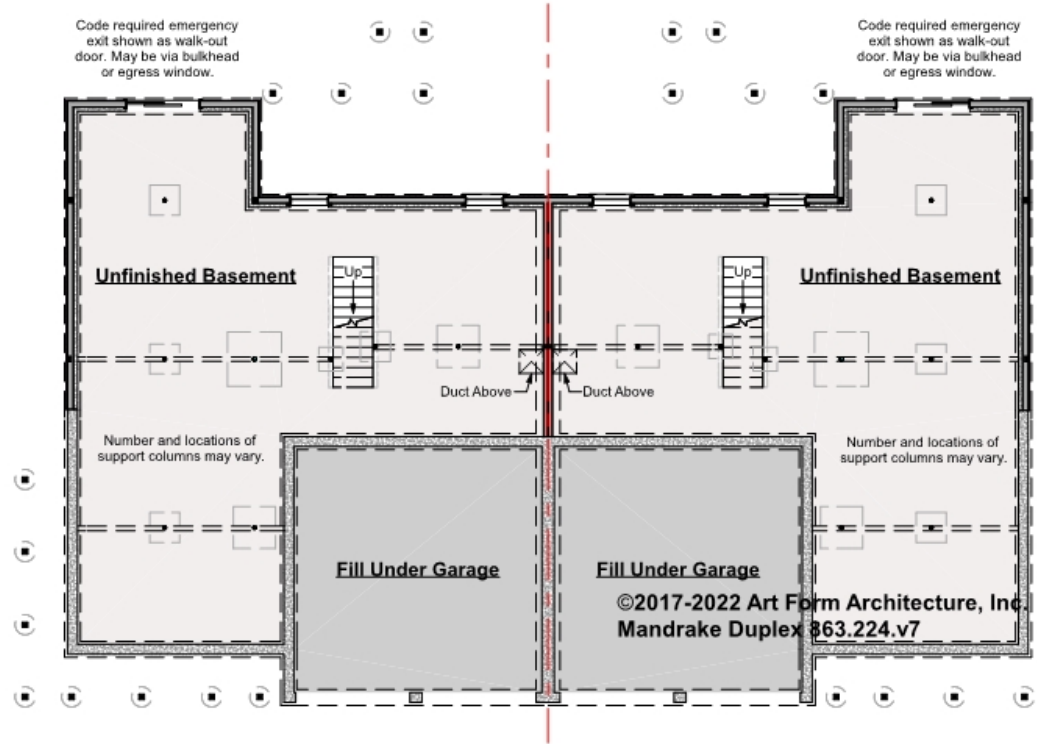 Code required emergency
exit shown as walk-out
door. May be via bulkhead
or egress window.
Code required emergency
exit shown as walk-out
door. May be via bulkhead
or egress window.
Unfinished Basement
Up
Up
Unfinished Basement
Duct Above
Duct Above
Number and locations of
support columns may vary.
Number and locations of
support columns may vary.
Fill Under Garage
Fill Under Garage
©2017-2022 Art Form Architecture, Inc.
Mandrake Duplex 863.224.v7